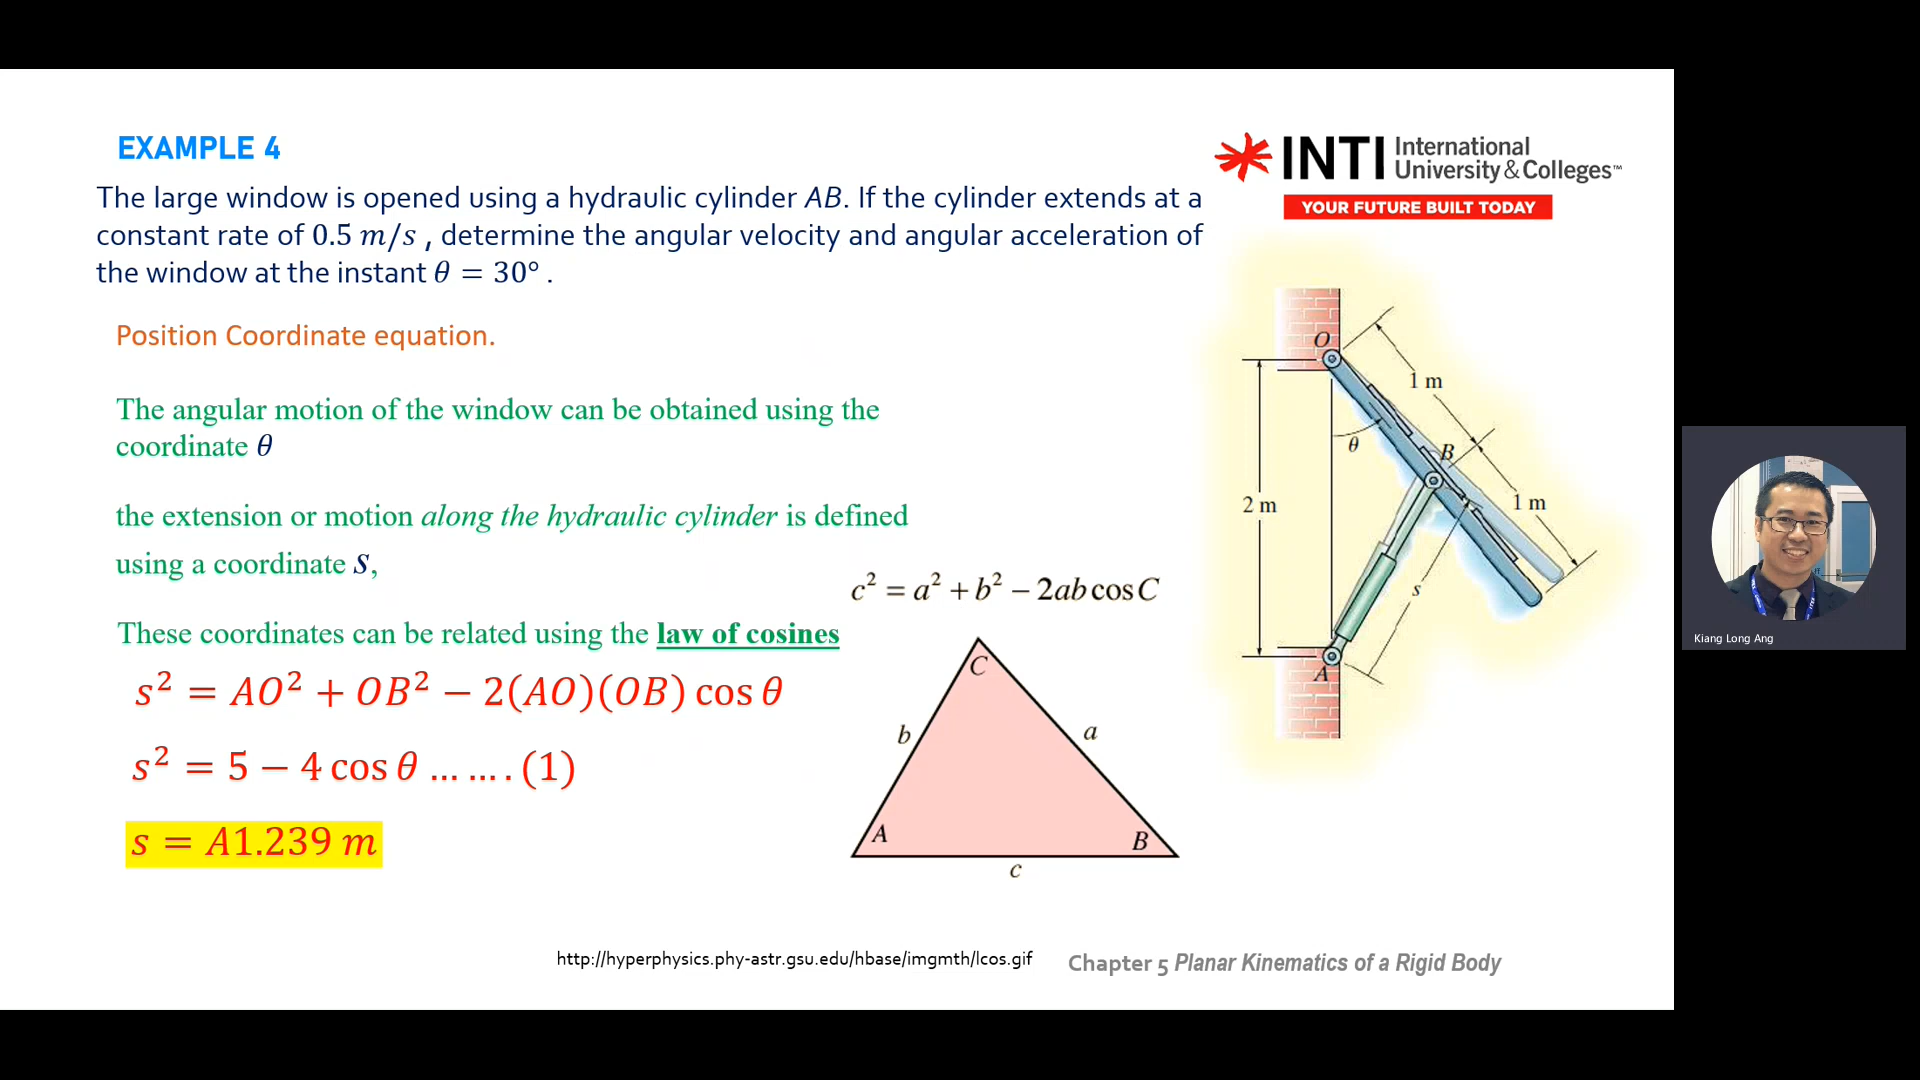 EXAMPLE 4
INTI International
University & Colleges™
YOUR FUTURE BUILT TODAY
The large window is opened using a hydraulic cylinder AB. If the cylinder extends at a
constant rate of 0.5 m/s , determine the angular velocity and angular acceleration of
the window at the instant θ = 30° .
Position Coordinate equation.
The angular motion of the window can be obtained using the
coordinate θ
the extension or motion along the hydraulic cylinder is defined
using a coordinate s,
These coordinates can be related using the law of cosines
s² = AO² + OB² − 2(AO)(OB) cos θ
s² = 5 − 4 cos θ … … . (1)
s = A1.239 m
c² = a² + b² − 2ab cos C
C
b
a
A
B
c
O
1 m
θ
B
2 m
1 m
s
A
Kiang Long Ang
http://hyperphysics.phy-astr.gsu.edu/hbase/imgmth/lcos.gif
Chapter 5 Planar Kinematics of a Rigid Body